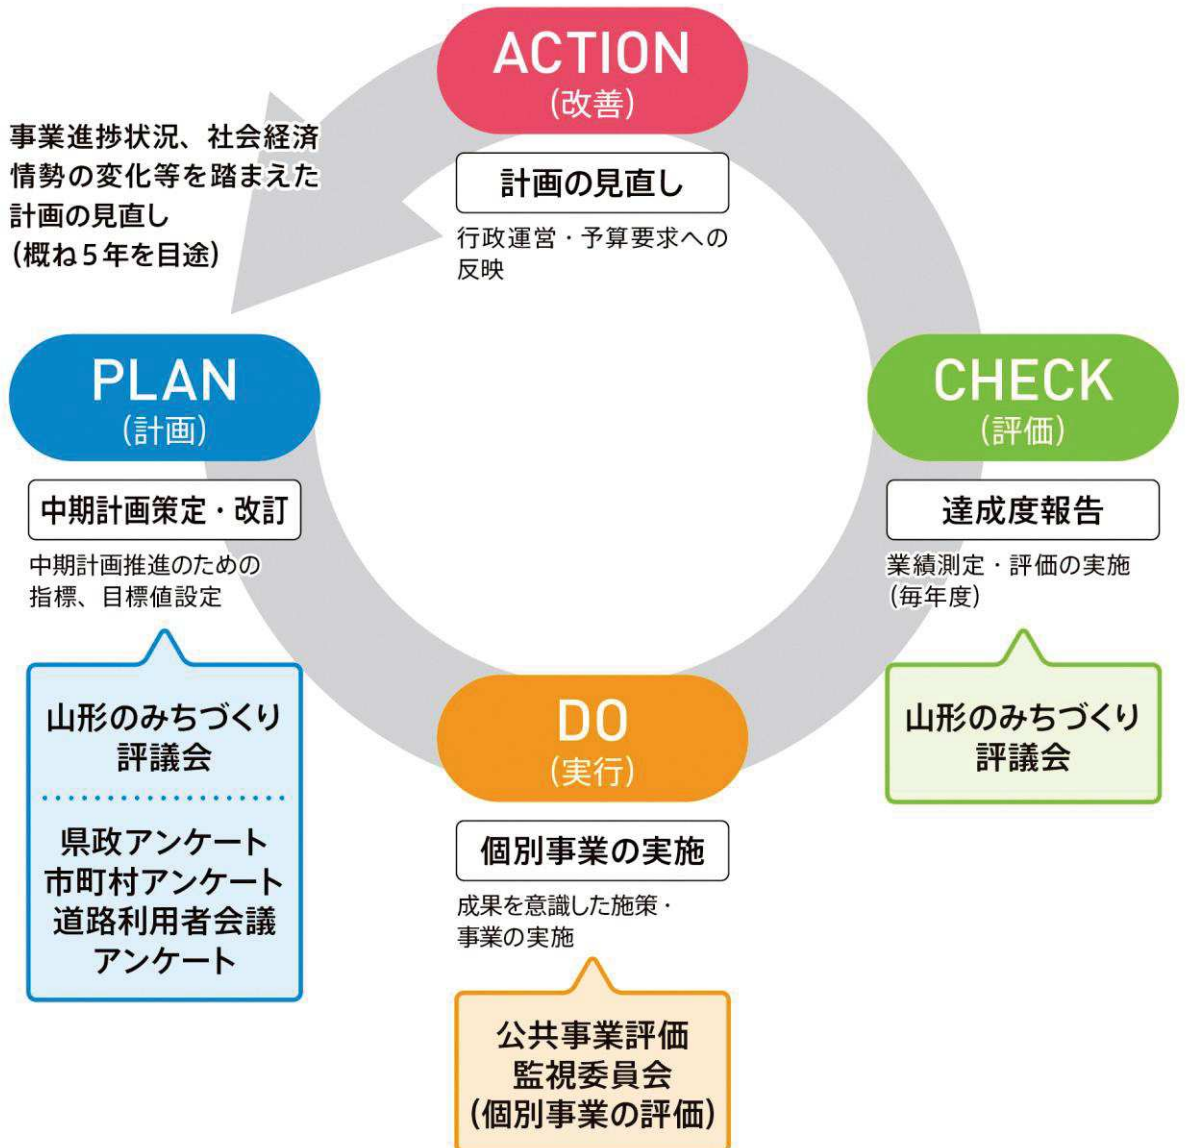 ACTION
(改善)
計画の見直し
行政運営・予算要求への
反映
事業進捗状況、社会経済
情勢の変化等を踏まえた
計画の見直し
(概ね5年を目途)
PLAN
(計画)
中期計画策定・改訂
中期計画推進のための
指標、目標値設定
山形のみちづくり
評議会
県政アンケート
市町村アンケート
道路利用者会議
アンケート
DO
(実行)
個別事業の実施
成果を意識した施策・
事業の実施
公共事業評価
監視委員会
(個別事業の評価)
CHECK
(評価)
達成度報告
業績測定・評価の実施
(毎年度)
山形のみちづくり
評議会